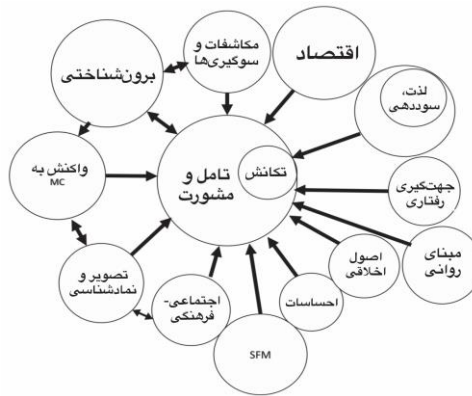 مکاشفات و
سوگیری‌ها
اقتصاد
برون‌شناختی
لذت،
سوددهی
واکنش به
MC
تامل و
مشورت
تکانش
جهت‌گیری
رفتاری
مبنای
روانی
اصول
اخلاقی
تصویر و
نمادشناسی
اجتماعی-
فرهنگی
احساسات
SFM